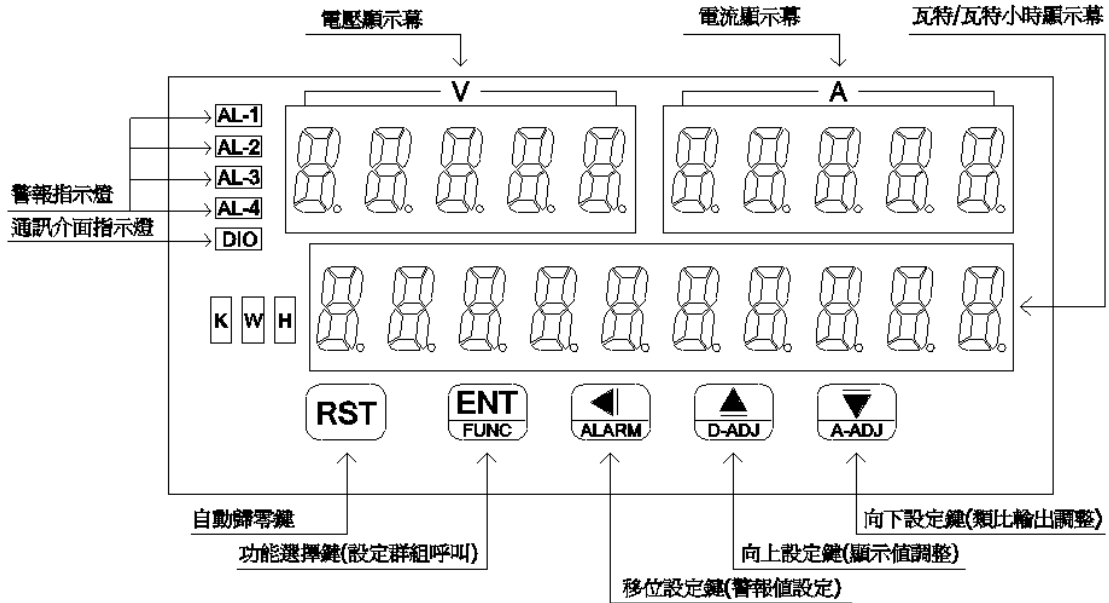 電壓顯示幕
電流顯示幕
瓦特/瓦特小時顯示幕
V
A
AL-1
AL-2
AL-3
AL-4
DIO
警報指示燈
通訊介面指示燈
K W H
RST
ENT
FUNC
ALARM
D-ADJ
A-ADJ
自動歸零鍵
向下設定鍵(類比輸出調整)
功能選擇鍵(設定群組呼叫)
向上設定鍵(顯示值調整)
移位設定鍵(警報值設定)